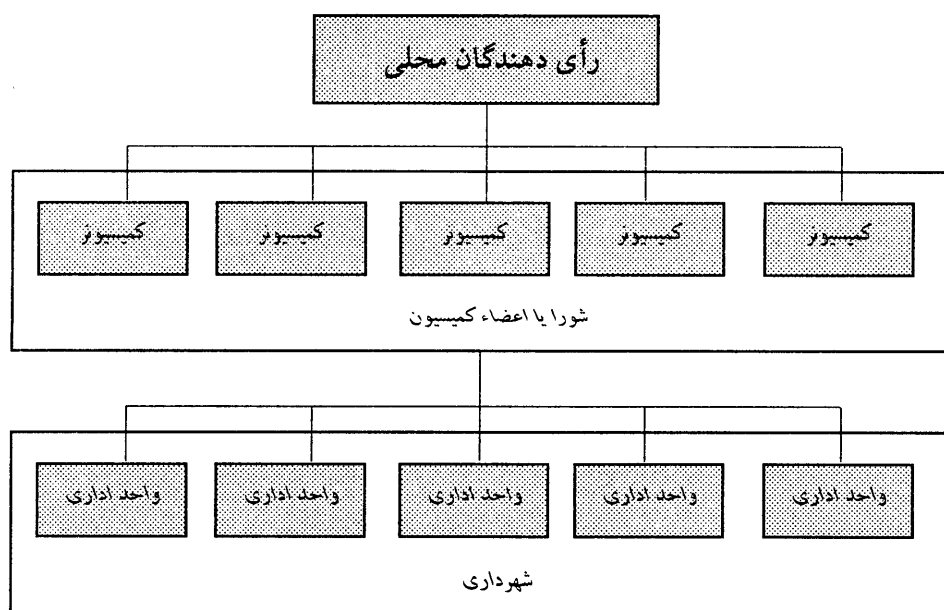 رأی دهندگان محلی
کمیسیونر
کمیسیونر
کمیسیونر
کمیسیونر
کمیسیونر
شورا یا اعضاء کمیسیون
واحد اداری
واحد اداری
واحد اداری
واحد اداری
واحد اداری
شهرداری